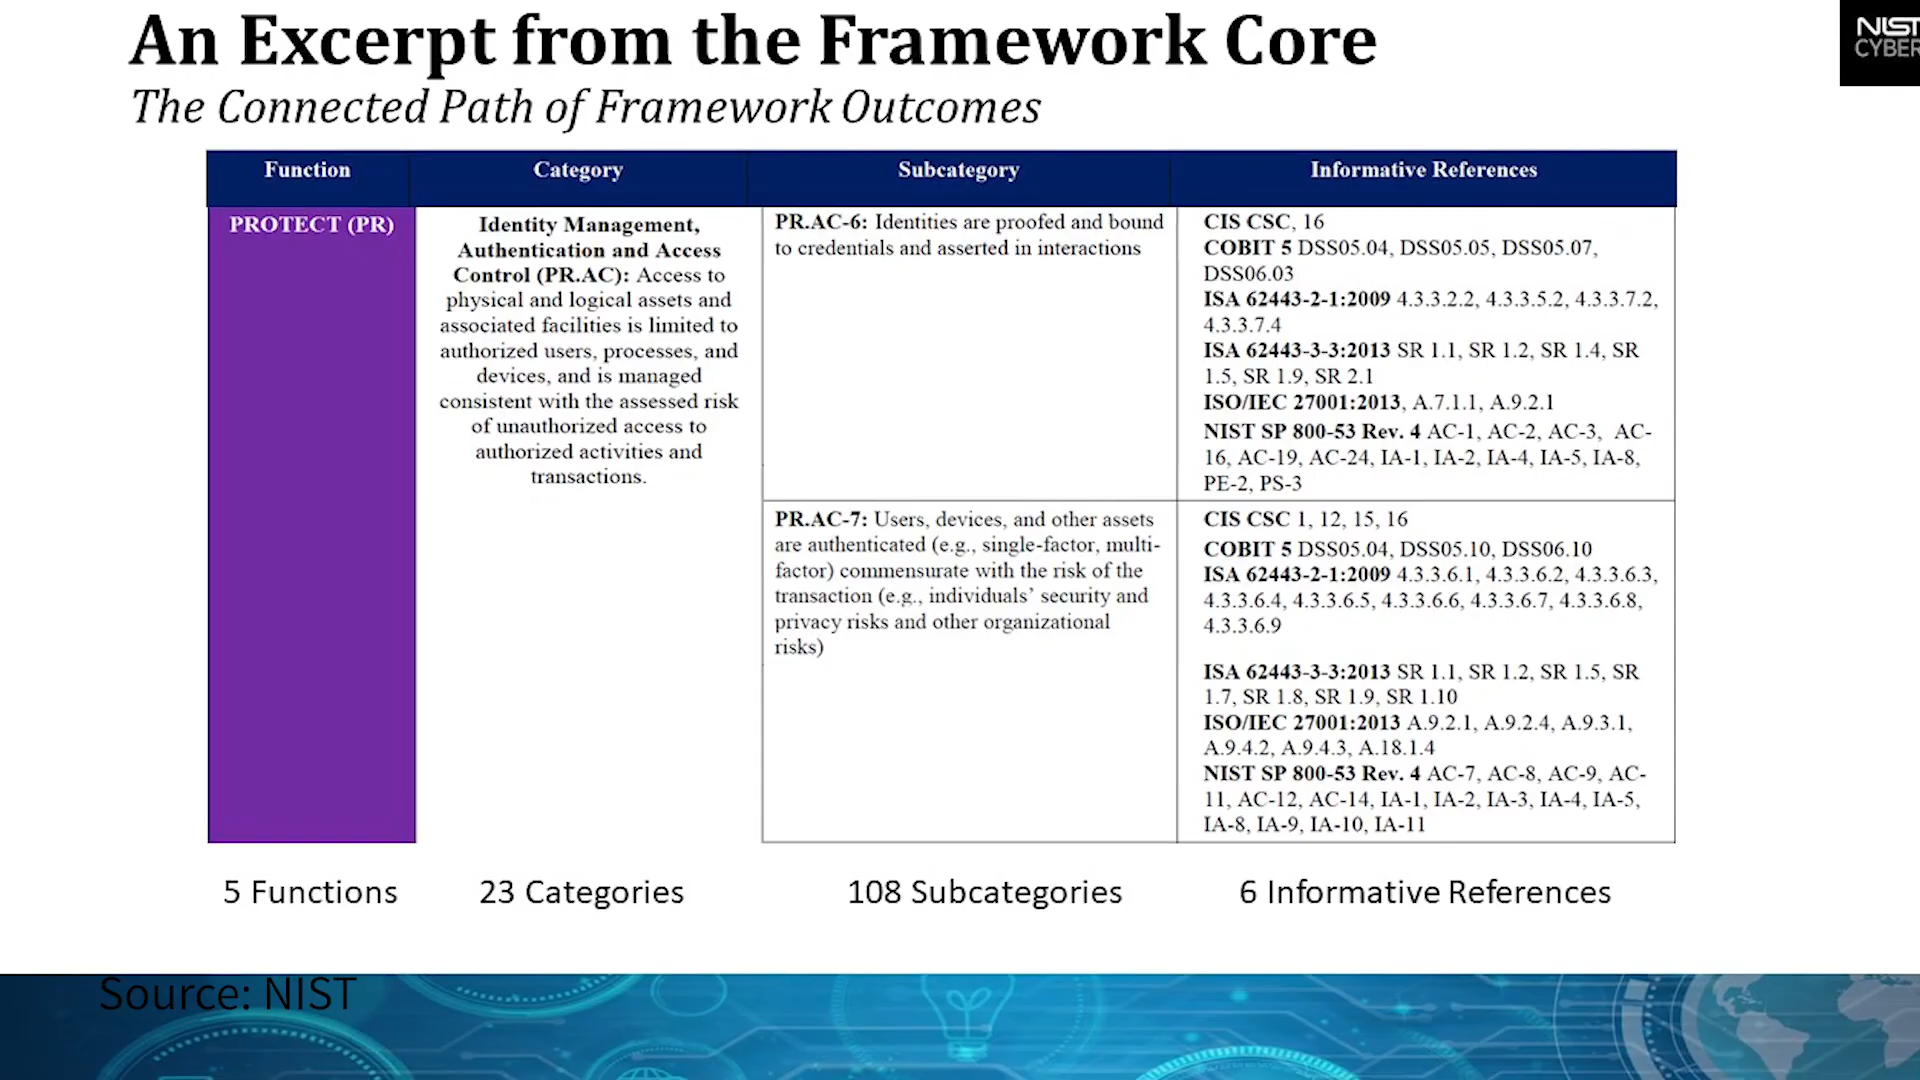 An Excerpt from the Framework Core
NIST
CYBER
The Connected Path of Framework Outcomes
Function
Category
Subcategory
Informative References
PROTECT (PR)
Identity Management,
Authentication and Access
Control (PR.AC): Access to
physical and logical assets and
associated facilities is limited to
authorized users, processes, and
devices, and is managed
consistent with the assessed risk
of unauthorized access to
authorized activities and
transactions.
PR.AC-6: Identities are proofed and bound
to credentials and asserted in interactions
CIS CSC, 16
COBIT 5 DSS05.04, DSS05.05, DSS05.07,
DSS06.03
ISA 62443-2-1:2009 4.3.3.2.2, 4.3.3.5.2, 4.3.3.7.2,
4.3.3.7.4
ISA 62443-3-3:2013 SR 1.1, SR 1.2, SR 1.4, SR
1.5, SR 1.9, SR 2.1
ISO/IEC 27001:2013, A.7.1.1, A.9.2.1
NIST SP 800-53 Rev. 4 AC-1, AC-2, AC-3, AC-
16, AC-19, AC-24, IA-1, IA-2, IA-4, IA-5, IA-8,
PE-2, PS-3
PR.AC-7: Users, devices, and other assets
are authenticated (e.g., single-factor, multi-
factor) commensurate with the risk of the
transaction (e.g., individuals’ security and
privacy risks and other organizational
risks)
CIS CSC 1, 12, 15, 16
COBIT 5 DSS05.04, DSS05.10, DSS06.10
ISA 62443-2-1:2009 4.3.3.6.1, 4.3.3.6.2, 4.3.3.6.3,
4.3.3.6.4, 4.3.3.6.5, 4.3.3.6.6, 4.3.3.6.7, 4.3.3.6.8,
4.3.3.6.9
ISA 62443-3-3:2013 SR 1.1, SR 1.2, SR 1.5, SR
1.7, SR 1.8, SR 1.9, SR 1.10
ISO/IEC 27001:2013 A.9.2.1, A.9.2.4, A.9.3.1,
A.9.4.2, A.9.4.3, A.18.1.4
NIST SP 800-53 Rev. 4 AC-7, AC-8, AC-9, AC-
11, AC-12, AC-14, IA-1, IA-2, IA-3, IA-4, IA-5,
IA-8, IA-9, IA-10, IA-11
5 Functions
23 Categories
108 Subcategories
6 Informative References
Source: NIST